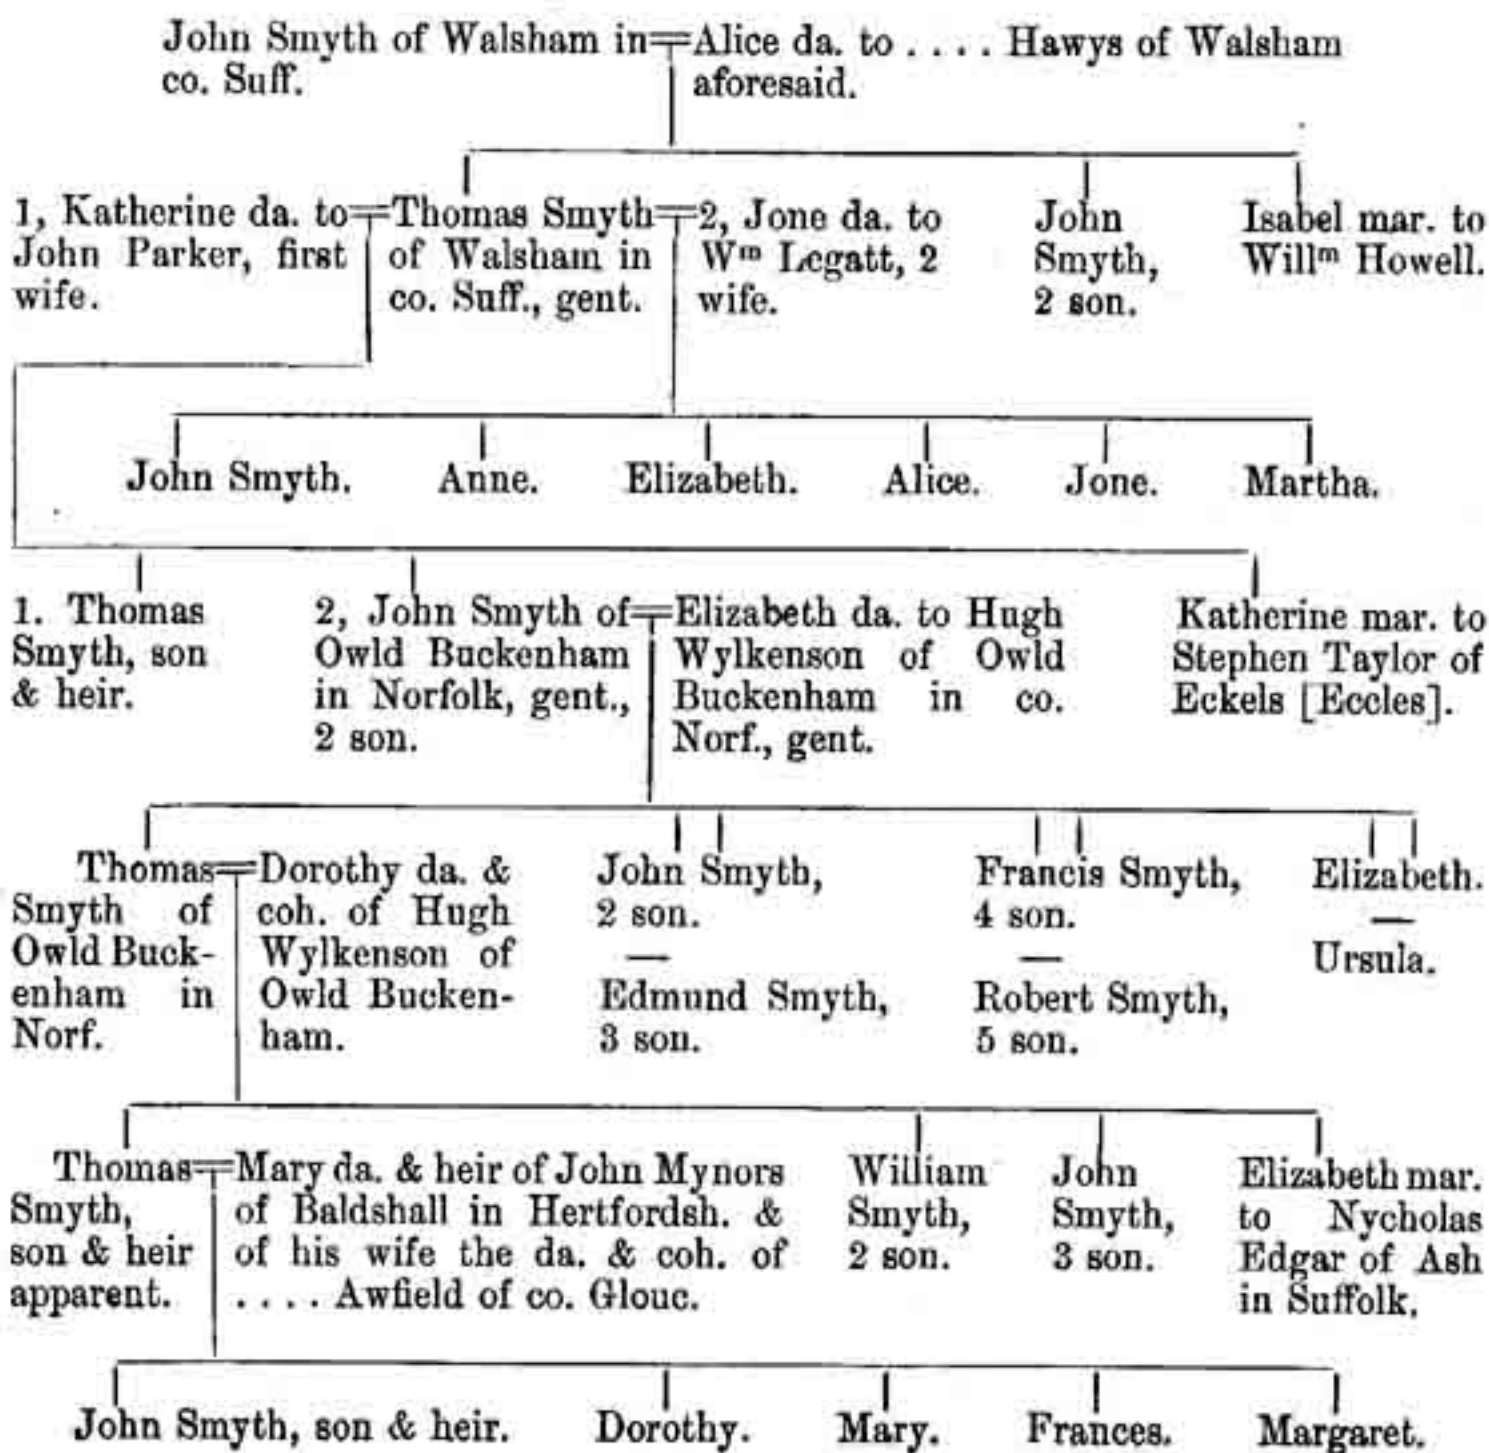 John Smyth of Walsham in=Alice da. to . . . . Hawys of Walsham
co. Suff. aforesaid.
1, Katherine da. to=Thomas Smyth=2, Jone da. to John Isabel mar. to
John Parker, first of Walsham in Wᵐ Legatt, 2 Smyth, Willᵐ Howell.
wife. co. Suff., gent. wife. 2 son.
John Smyth. Anne. Elizabeth. Alice. Jone. Martha.
1. Thomas 2, John Smyth of=Elizabeth da. to Hugh Katherine mar. to
Smyth, son Owld Buckenham Wylkenson of Owld Stephen Taylor of
& heir. in Norfolk, gent., Buckenham in co. Eckels [Eccles].
2 son. Norf., gent.
Thomas=Dorothy da. & John Smyth, Francis Smyth, Elizabeth.
Smyth of coh. of Hugh 2 son. 4 son. —
Owld Buck- Wylkenson of — — Ursula.
enham in Owld Bucken- Edmund Smyth, Robert Smyth,
Norf. ham. 3 son. 5 son.
Thomas=Mary da. & heir of John Mynors William John Elizabeth mar.
Smyth, of Baldshall in Hertfordsh. & Smyth, Smyth, to Nycholas
son & heir of his wife the da. & coh. of 2 son. 3 son. Edgar of Ash
apparent. . . . . Awfield of co. Glouc. in Suffolk.
John Smyth, son & heir. Dorothy. Mary. Frances. Margaret.